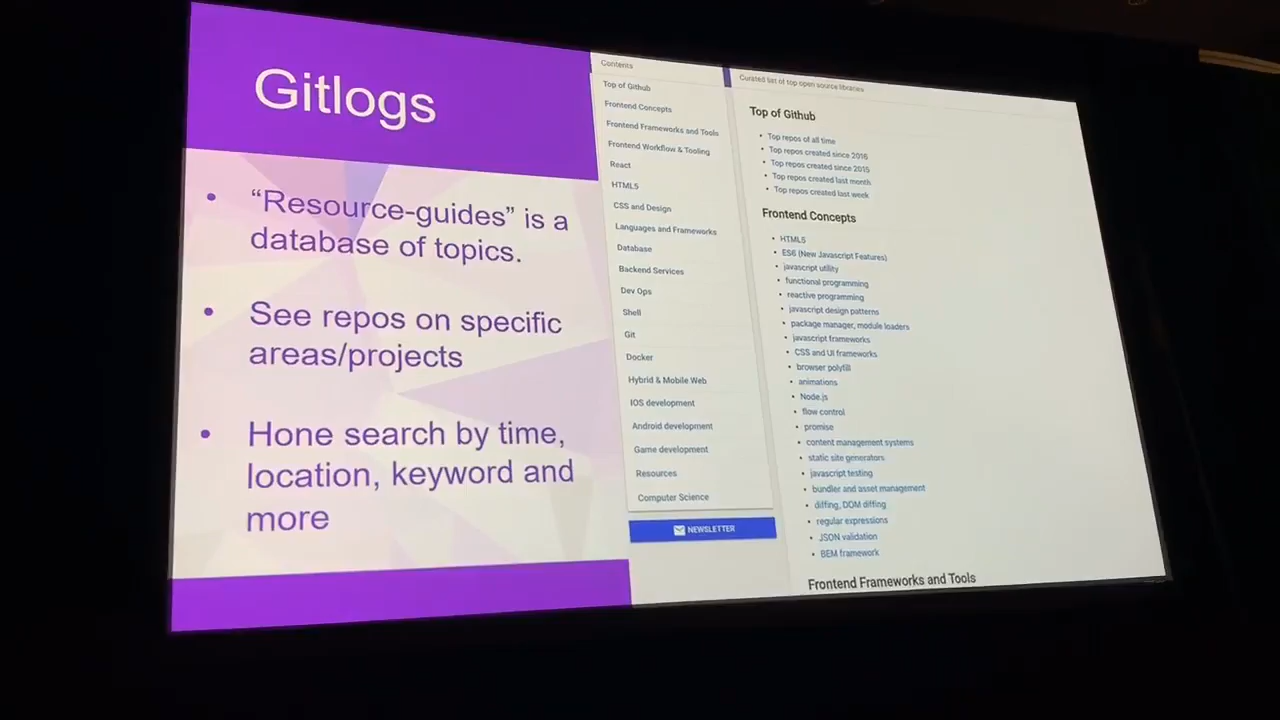 Gitlogs
• “Resource-guides” is a
database of topics.
• See repos on specific
areas/projects
• Hone search by time,
location, keyword and
more
Contents
Top of Github
Frontend Concepts
Frontend Frameworks and Tools
Frontend Workflow & Tooling
React
HTML5
CSS and Design
Languages and Frameworks
Database
Backend Services
Dev Ops
Shell
Git
Docker
Hybrid & Mobile Web
IOS development
Android development
Game development
Resources
Computer Science
NEWSLETTER
Curated list of top open source libraries
Top of Github
• Top repos of all time
• Top repos created since 2016
• Top repos created since 2015
• Top repos created last month
• Top repos created last week
Frontend Concepts
• HTML5
• ES6 (New Javascript Features)
• javascript utility
• functional programming
• reactive programming
• javascript design patterns
• package manager, module loaders
• javascript frameworks
• CSS and UI frameworks
• browser polyfill
• animations
• Node.js
• flow control
• promise
• content management systems
• static site generators
• javascript testing
• bundler and asset management
• diffing, DOM diffing
• regular expressions
• JSON validation
• BEM framework
Frontend Frameworks and Tools